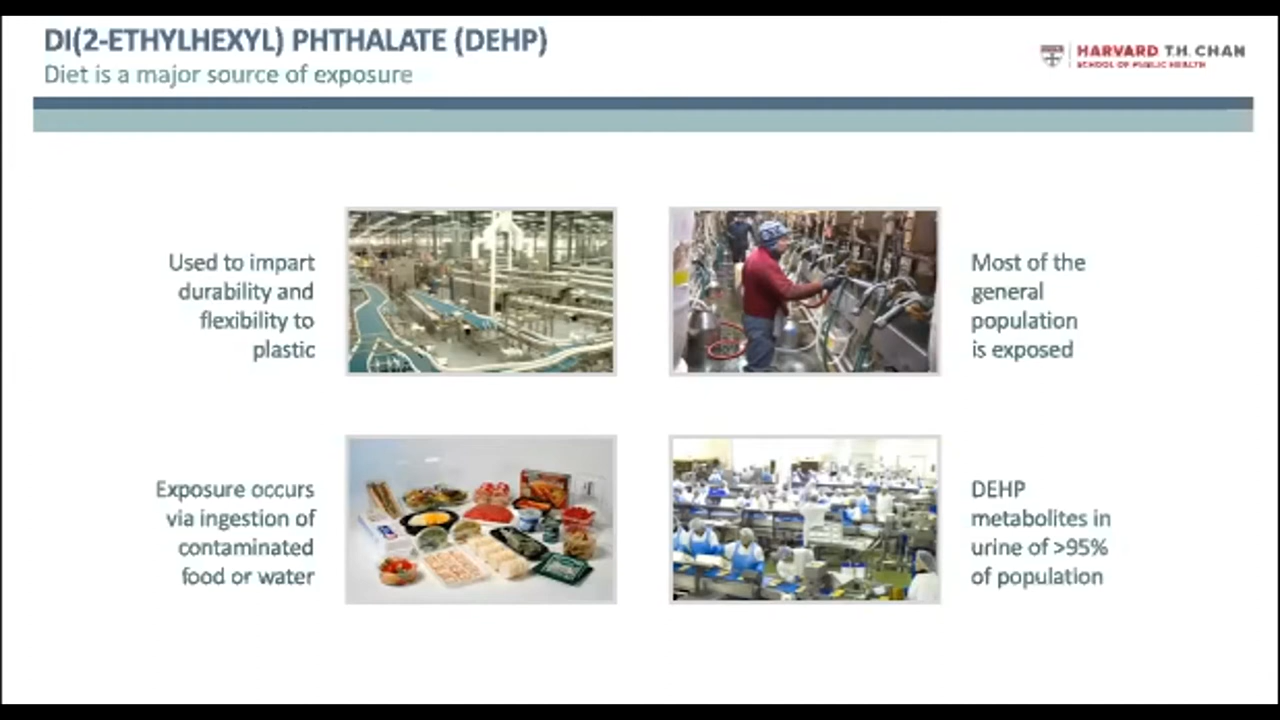 DI(2-ETHYLHEXYL) PHTHALATE (DEHP)
Diet is a major source of exposure
HARVARD T.H. CHAN
SCHOOL OF PUBLIC HEALTH
Used to impart
durability and
flexibility to
plastic
Most of the
general
population
is exposed
Exposure occurs
via ingestion of
contaminated
food or water
DEHP
metabolites in
urine of >95%
of population